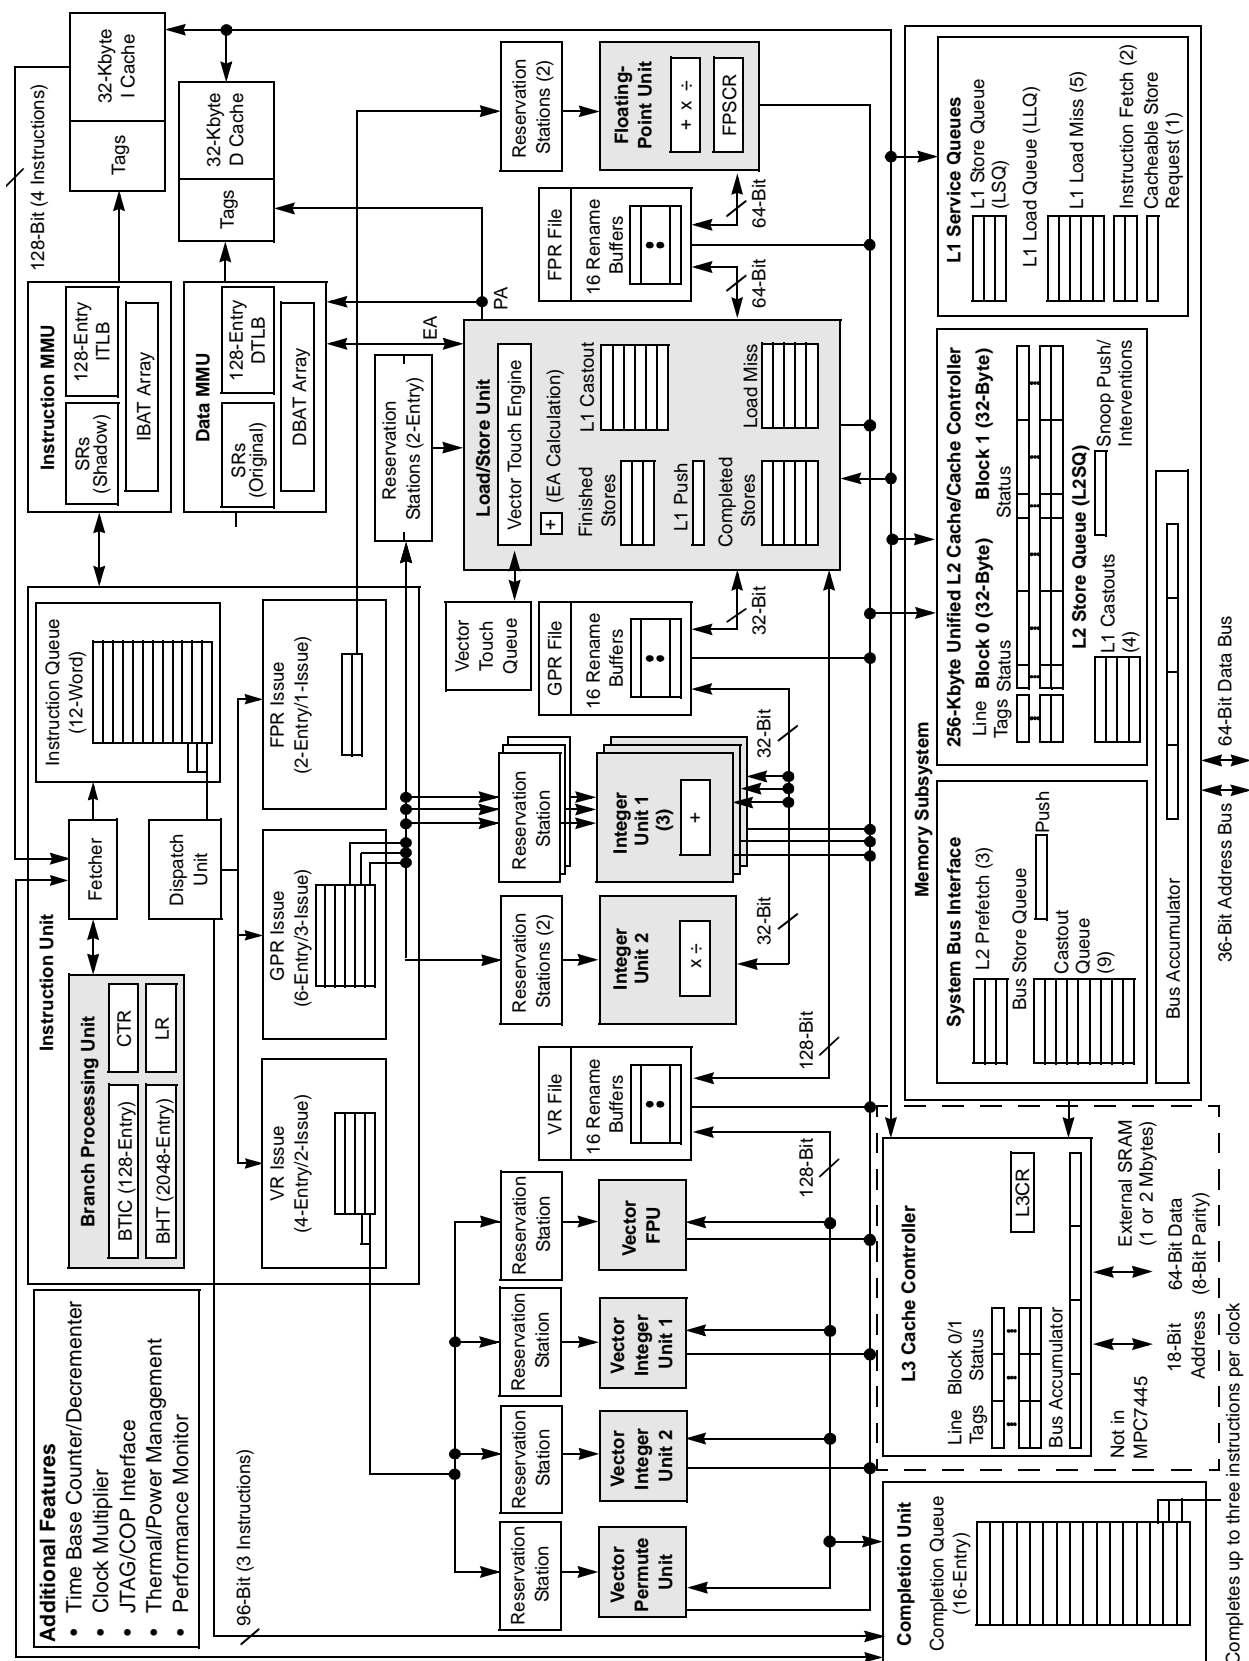 Additional Features
• Time Base Counter/Decrementer
• Clock Multiplier
• JTAG/COP Interface
• Thermal/Power Management
• Performance Monitor
96-Bit (3 Instructions)
Instruction Unit
Branch Processing Unit
BTIC (128-Entry)
CTR
BHT (2048-Entry)
LR
Fetcher
Dispatch
Unit
Instruction Queue
(12-Word)
VR Issue
(4-Entry/2-Issue)
GPR Issue
(6-Entry/3-Issue)
FPR Issue
(2-Entry/1-Issue)
Instruction MMU
SRs
(Shadow)
128-Entry
ITLB
IBAT Array
Data MMU
SRs
(Original)
128-Entry
DTLB
DBAT Array
128-Bit (4 Instructions)
Tags
32-Kbyte
I Cache
Tags
32-Kbyte
D Cache
EA
PA
Reservation
Station
Reservation
Station
Reservation
Station
Reservation
Station
Reservation
Stations (2)
Reservation
Station
Reservation
Stations (2-Entry)
Reservation
Stations (2)
Vector
Permute
Unit
Vector
Integer
Unit 2
Vector
Integer
Unit 1
Vector
FPU
VR File
16 Rename
Buffers
128-Bit
128-Bit
Integer
Unit 2
x ÷
32-Bit
Integer
Unit 1
(3)
+
32-Bit
GPR File
16 Rename
Buffers
32-Bit
Vector
Touch
Queue
Load/Store Unit
Vector Touch Engine
+
(EA Calculation)
Finished
Stores
L1 Castout
L1 Push
Completed
Stores
Load Miss
FPR File
16 Rename
Buffers
64-Bit
64-Bit
Floating-
Point Unit
+ x ÷
FPSCR
Completion Unit
Completion Queue
(16-Entry)
Completes up to three instructions per clock
L3 Cache Controller
Line
Tags
Block 0/1
Status
L3CR
Bus Accumulator
Not in
MPC7445
18-Bit
Address
64-Bit Data
(8-Bit Parity)
External SRAM
(1 or 2 Mbytes)
Memory Subsystem
System Bus Interface
L2 Prefetch (3)
Bus Store Queue
Push
Castout
Queue
(9)
Bus Accumulator
256-Kbyte Unified L2 Cache/Cache Controller
Line
Tags
Block 0 (32-Byte)
Status
Block 1 (32-Byte)
Status
L2 Store Queue (L2SQ)
L1 Castouts
(4)
Snoop Push/
Interventions
Bus Accumulator
L1 Service Queues
L1 Store Queue
(LSQ)
L1 Load Queue (LLQ)
L1 Load Miss (5)
Instruction Fetch (2)
Cacheable Store
Request (1)
36-Bit Address Bus
64-Bit Data Bus